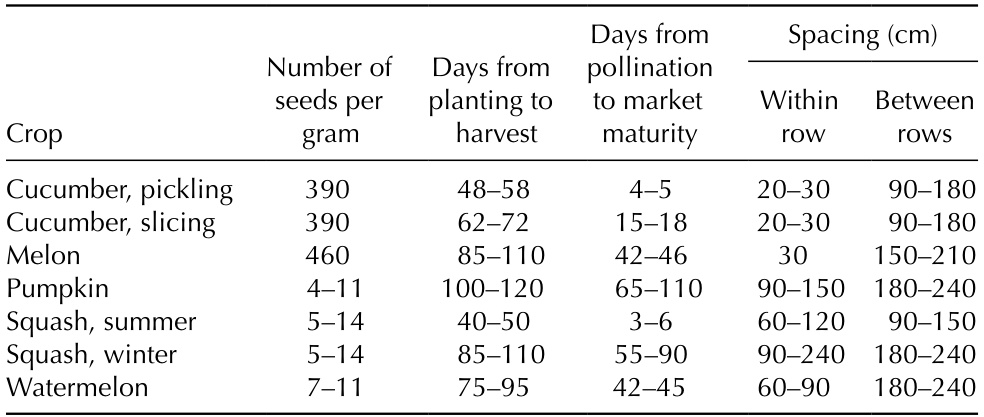 Crop Number of seeds per gram Days from planting to harvest Days from pollination to market maturity Spacing (cm) Within row Between rows
Cucumber, pickling 390 48–58 4–5 20–30 90–180
Cucumber, slicing 390 62–72 15–18 20–30 90–180
Melon 460 85–110 42–46 30 150–210
Pumpkin 4–11 100–120 65–110 90–150 180–240
Squash, summer 5–14 40–50 3–6 60–120 90–150
Squash, winter 5–14 85–110 55–90 90–240 180–240
Watermelon 7–11 75–95 42–45 60–90 180–240